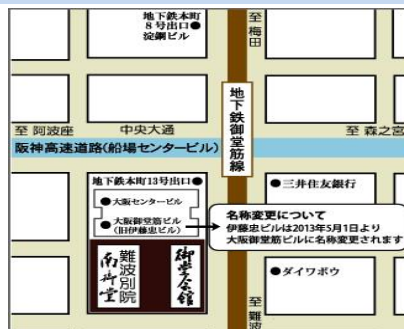 地下鉄本町
8号出口●
淀鋼ビル
至梅田
地下鉄御堂筋線
至 阿波座
中央大通
至 森之宮
阪神高速道路(船場センタービル)
地下鉄本町13号出口●
●大阪センタービル
●大阪御堂筋ビル
(旧伊藤忠ビル)
●三井住友銀行
名称変更について
伊藤忠ビルは2013年5月1日より
大阪御堂筋ビルに名称変更されます
南御堂
難波別院
御堂会館
●ダイワボウ
至難波